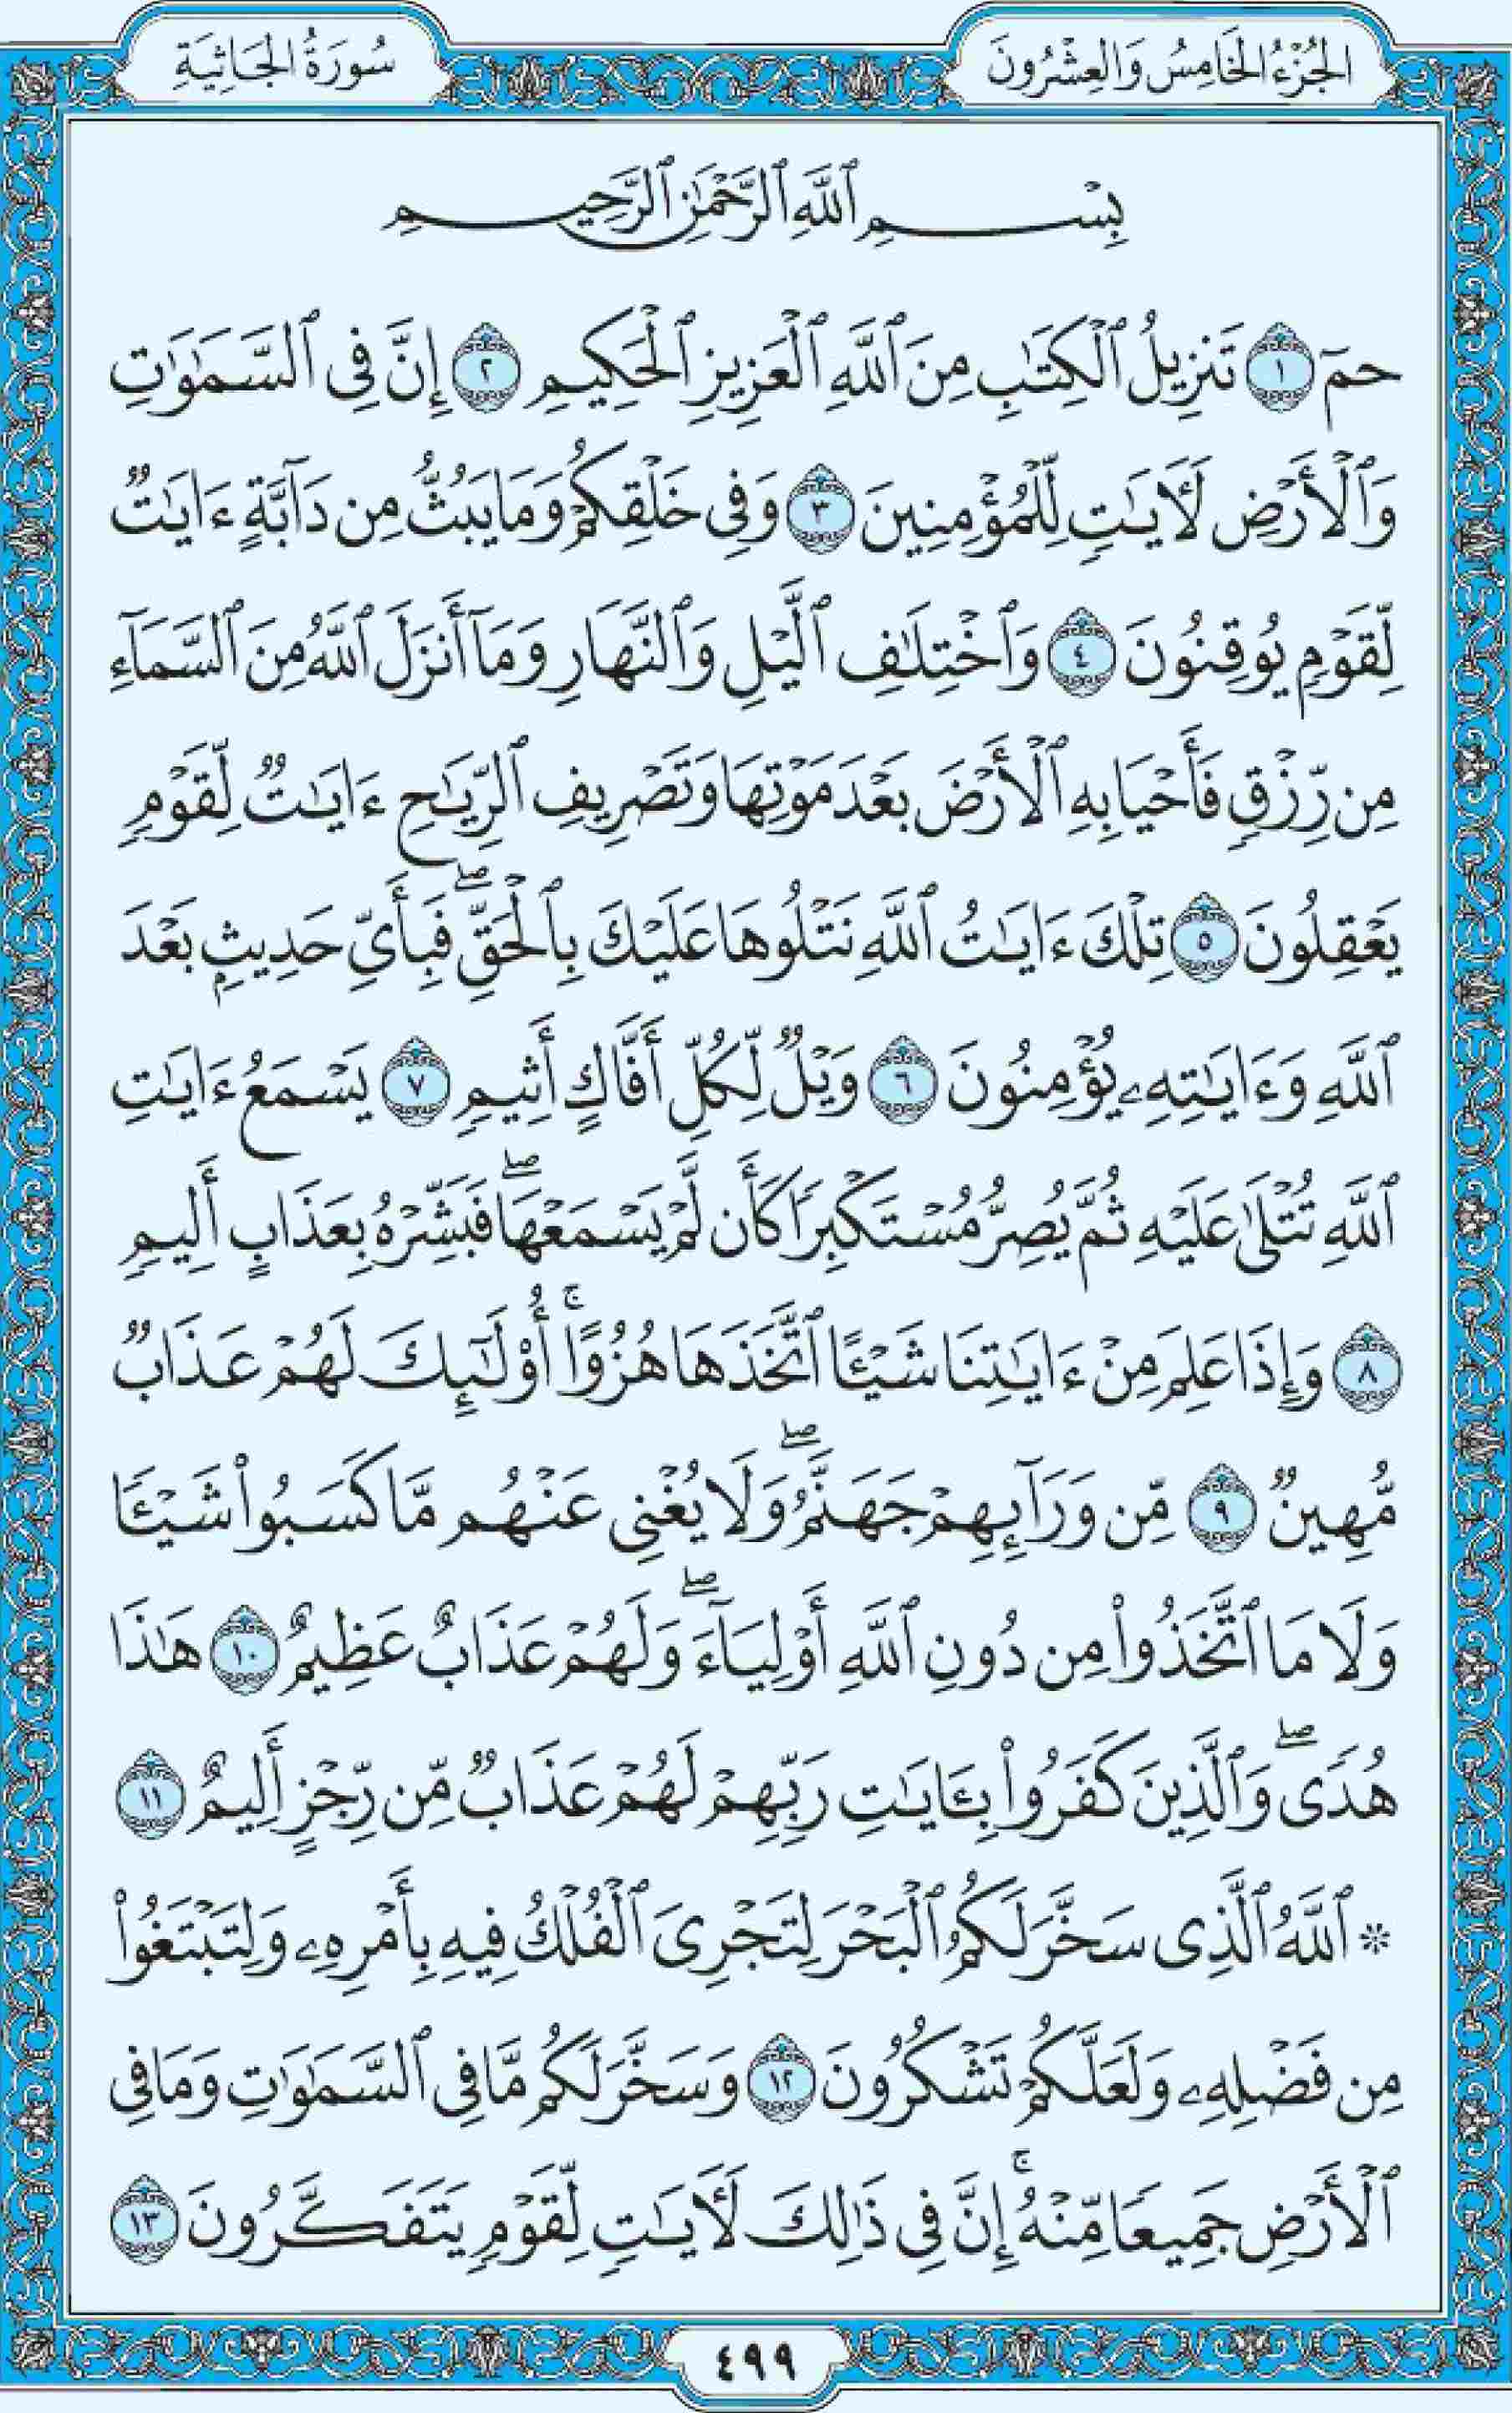 الجُزْءُ الخَامِسُ وَالعِشْرُونَ
سُورَةُ الجَاثِيَةِ
بِسْمِ ٱللَّهِ ٱلرَّحْمَٰنِ ٱلرَّحِيمِ
حمٓ ١ تَنزِيلُ ٱلْكِتَٰبِ مِنَ ٱللَّهِ ٱلْعَزِيزِ ٱلْحَكِيمِ ٢ إِنَّ فِى ٱلسَّمَٰوَٰتِ
وَٱلْأَرْضِ لَأٓيَٰتٍ لِّلْمُؤْمِنِينَ ٣ وَفِى خَلْقِكُمْ وَمَا يَبُثُّ مِن دَآبَّةٍ ءَايَٰتٌ
لِّقَوْمٍ يُوقِنُونَ ٤ وَٱخْتِلَٰفِ ٱلَّيْلِ وَٱلنَّهَارِ وَمَآ أَنزَلَ ٱللَّهُ مِنَ ٱلسَّمَآءِ
مِن رِّزْقٍ فَأَحْيَا بِهِ ٱلْأَرْضَ بَعْدَ مَوْتِهَا وَتَصْرِيفِ ٱلرِّيَٰحِ ءَايَٰتٌ لِّقَوْمٍ
يَعْقِلُونَ ٥ تِلْكَ ءَايَٰتُ ٱللَّهِ نَتْلُوهَا عَلَيْكَ بِٱلْحَقِّ ۖ فَبِأَىِّ حَدِيثٍۭ بَعْدَ
ٱللَّهِ وَءَايَٰتِهِۦ يُؤْمِنُونَ ٦ وَيْلٌ لِّكُلِّ أَفَّاكٍ أَثِيمٍ ٧ يَسْمَعُ ءَايَٰتِ
ٱللَّهِ تُتْلَىٰ عَلَيْهِ ثُمَّ يُصِرُّ مُسْتَكْبِرًا كَأَن لَّمْ يَسْمَعْهَا ۖ فَبَشِّرْهُ بِعَذَابٍ أَلِيمٍ
٨ وَإِذَا عَلِمَ مِنْ ءَايَٰتِنَا شَيْـًٔا ٱتَّخَذَهَا هُزُوًا ۚ أُو۟لَٰٓئِكَ لَهُمْ عَذَابٌ
مُّهِينٌ ٩ مِّن وَرَآئِهِمْ جَهَنَّمُ ۖ وَلَا يُغْنِى عَنْهُم مَّا كَسَبُوا۟ شَيْـًٔا
وَلَا مَا ٱتَّخَذُوا۟ مِن دُونِ ٱللَّهِ أَوْلِيَآءَ ۖ وَلَهُمْ عَذَابٌ عَظِيمٌ ١٠ هَٰذَا
هُدًى ۖ وَٱلَّذِينَ كَفَرُوا۟ بِـَٔايَٰتِ رَبِّهِمْ لَهُمْ عَذَابٌ مِّن رِّجْزٍ أَلِيمٌ ١١
۞ ٱللَّهُ ٱلَّذِى سَخَّرَ لَكُمُ ٱلْبَحْرَ لِتَجْرِىَ ٱلْفُلْكُ فِيهِ بِأَمْرِهِۦ وَلِتَبْتَغُوا۟
مِن فَضْلِهِۦ وَلَعَلَّكُمْ تَشْكُرُونَ ١٢ وَسَخَّرَ لَكُم مَّا فِى ٱلسَّمَٰوَٰتِ وَمَا فِى
ٱلْأَرْضِ جَمِيعًا مِّنْهُ ۚ إِنَّ فِى ذَٰلِكَ لَأٓيَٰتٍ لِّقَوْمٍ يَتَفَكَّرُونَ ١٣
٤٩٩